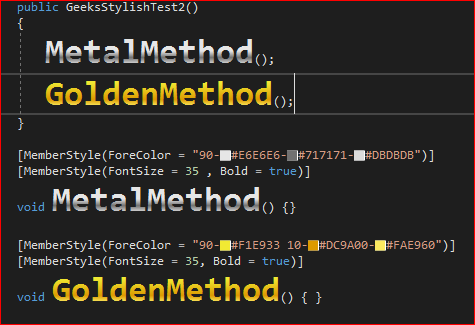 public GeeksStylishTest2()
{
MetalMethod();
GoldenMethod();
}
[MemberStyle(ForeColor = "90-#E6E6E6-#717171-#DBDBDB")]
[MemberStyle(FontSize = 35 , Bold = true)]
void MetalMethod() {}
[MemberStyle(ForeColor = "90-#F1E933 10-#DC9A00-#FAE960")]
[MemberStyle(FontSize = 35, Bold = true)]
void GoldenMethod() { }